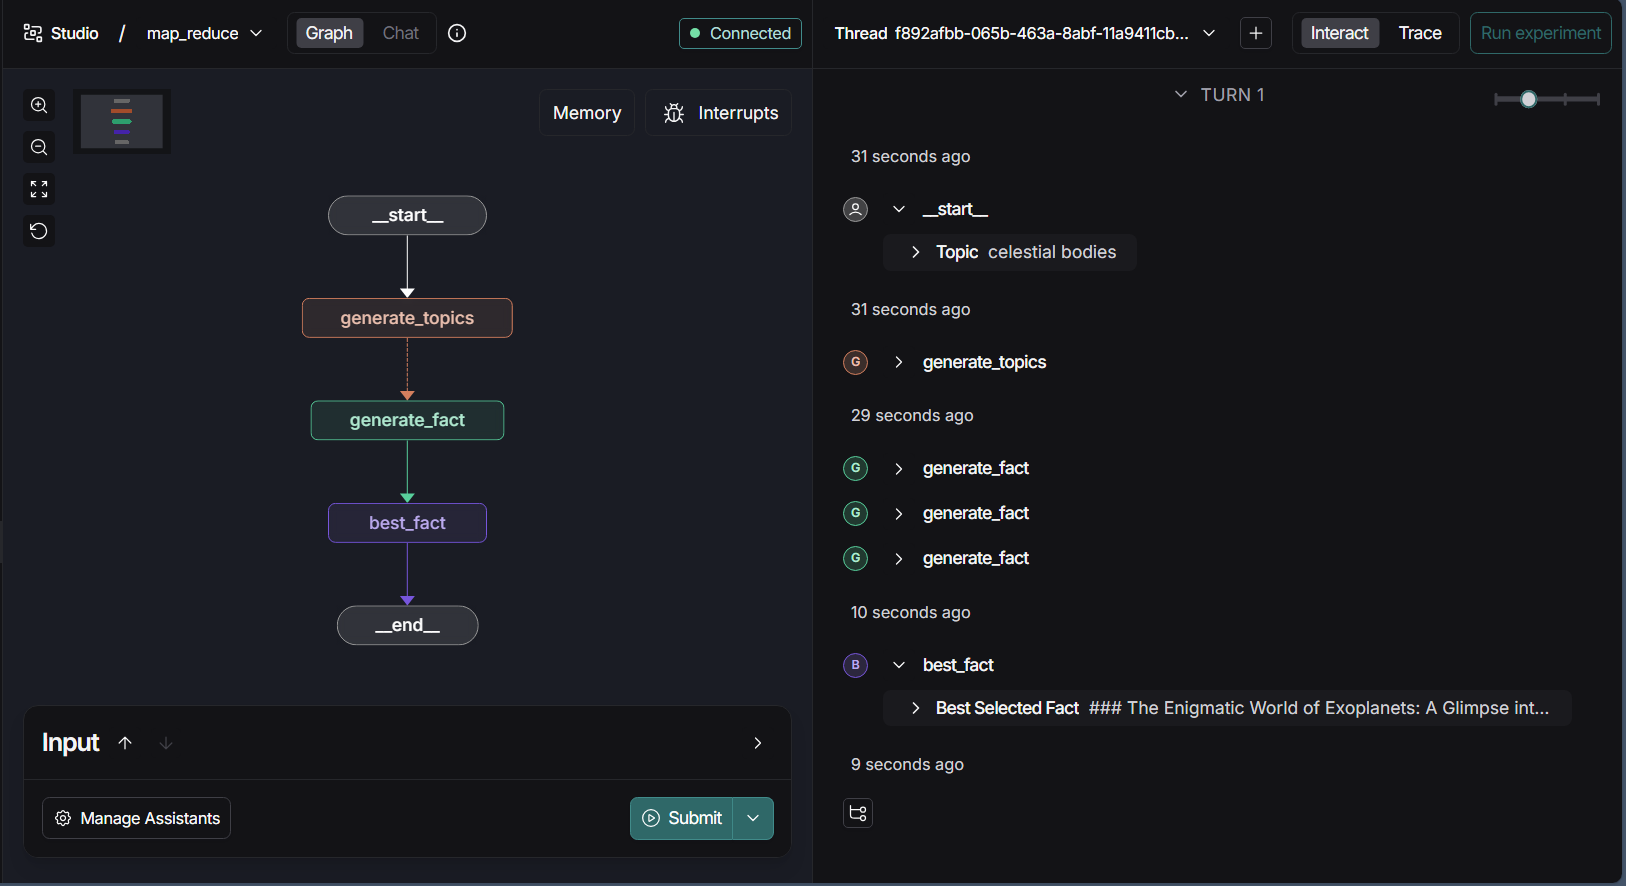 Studio / map_reduce Graph Chat Connected
Memory Interrupts
__start__
generate_topics
generate_fact
best_fact
__end__
Input
Manage Assistants Submit
Thread f892afbb-065b-463a-8abf-11a9411cb... Interact Trace Run experiment
TURN 1
31 seconds ago
__start__
Topic celestial bodies
31 seconds ago
G generate_topics
29 seconds ago
G generate_fact
G generate_fact
G generate_fact
10 seconds ago
B best_fact
Best Selected Fact ### The Enigmatic World of Exoplanets: A Glimpse int...
9 seconds ago